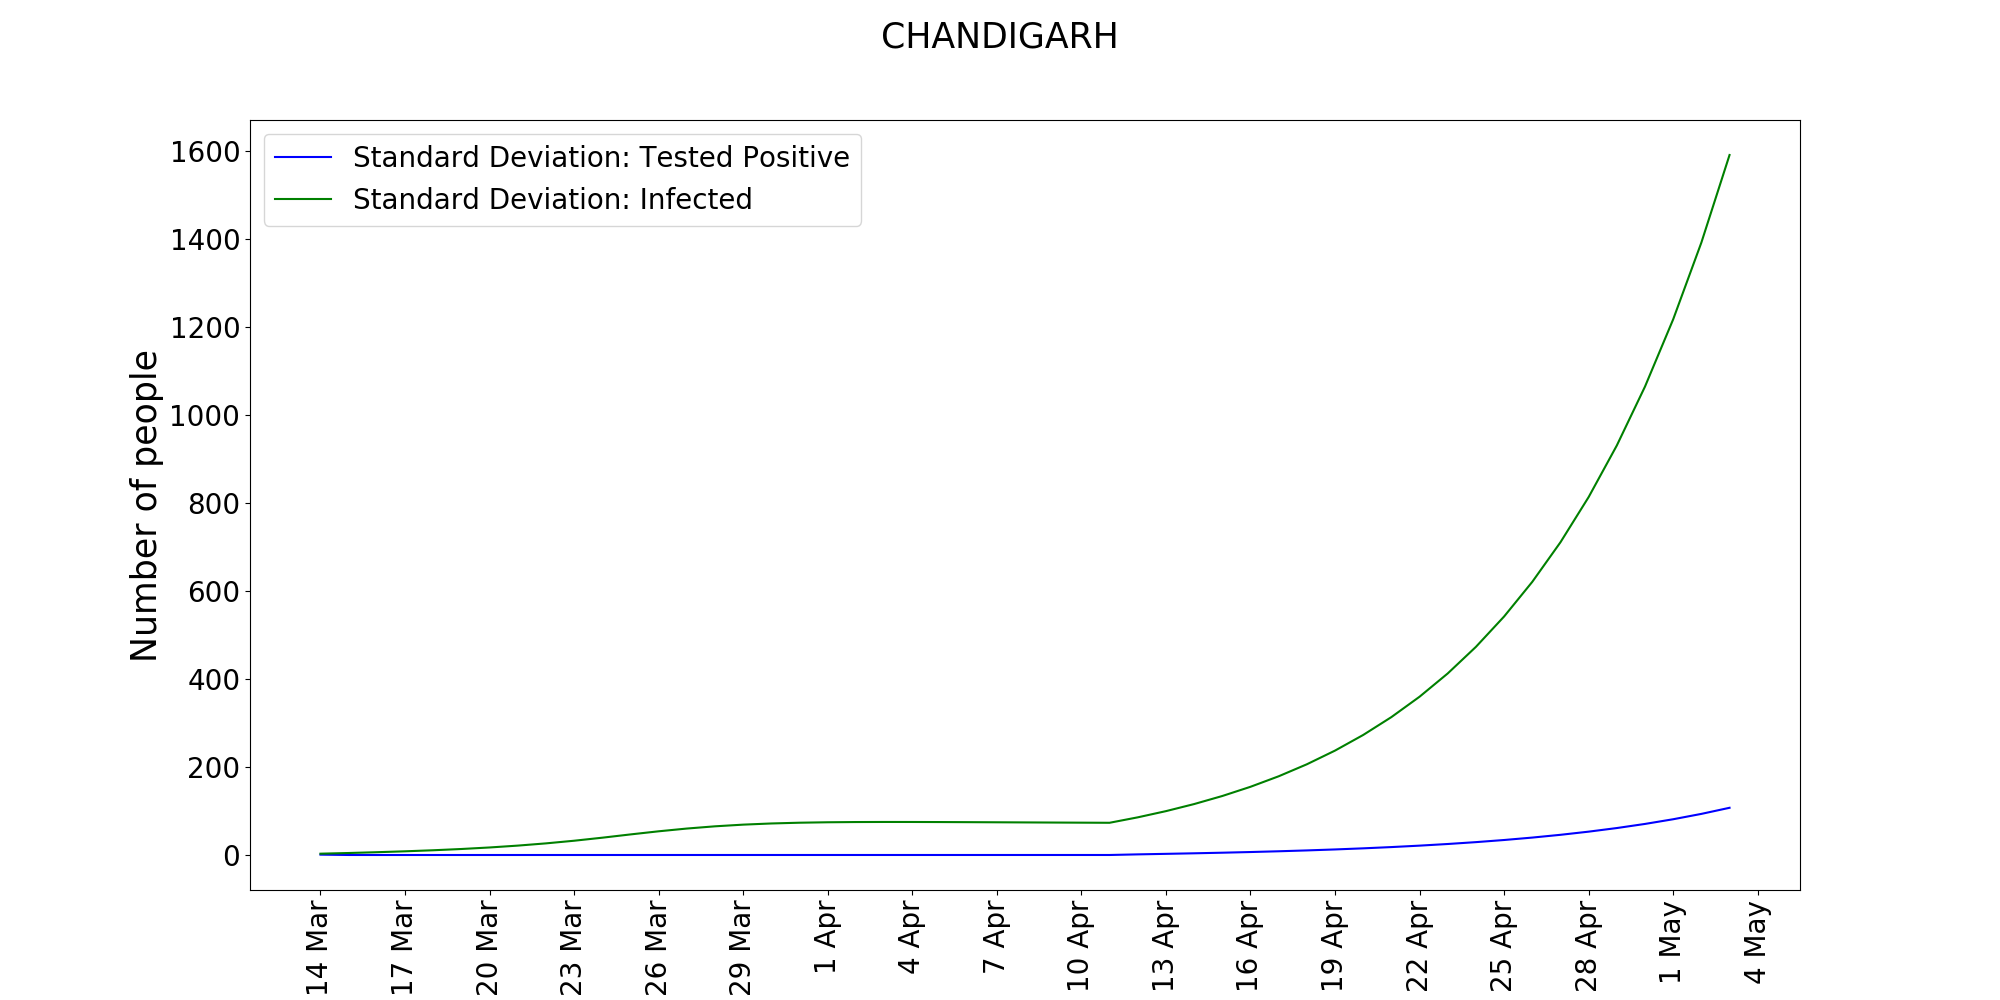 CHANDIGARH
Standard Deviation: Tested Positive
Standard Deviation: Infected
Number of people
1600
1400
1200
1000
800
600
400
200
0
14 Mar
17 Mar
20 Mar
23 Mar
26 Mar
29 Mar
1 Apr
4 Apr
7 Apr
10 Apr
13 Apr
16 Apr
19 Apr
22 Apr
25 Apr
28 Apr
1 May
4 May